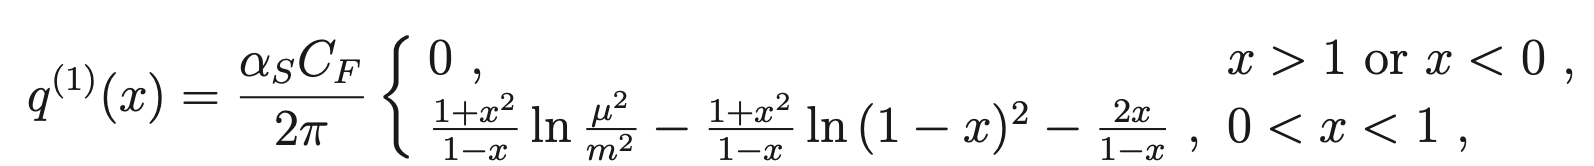 q^{(1)}(x) = \frac{\alpha_S C_F}{2\pi} \begin{cases} 0 \ , & x > 1 \text{ or } x < 0 \ , \\ \frac{1+x^2}{1-x} \ln \frac{\mu^2}{m^2} - \frac{1+x^2}{1-x} \ln (1-x)^2 - \frac{2x}{1-x} \ , & 0 < x < 1 \ , \end{cases}